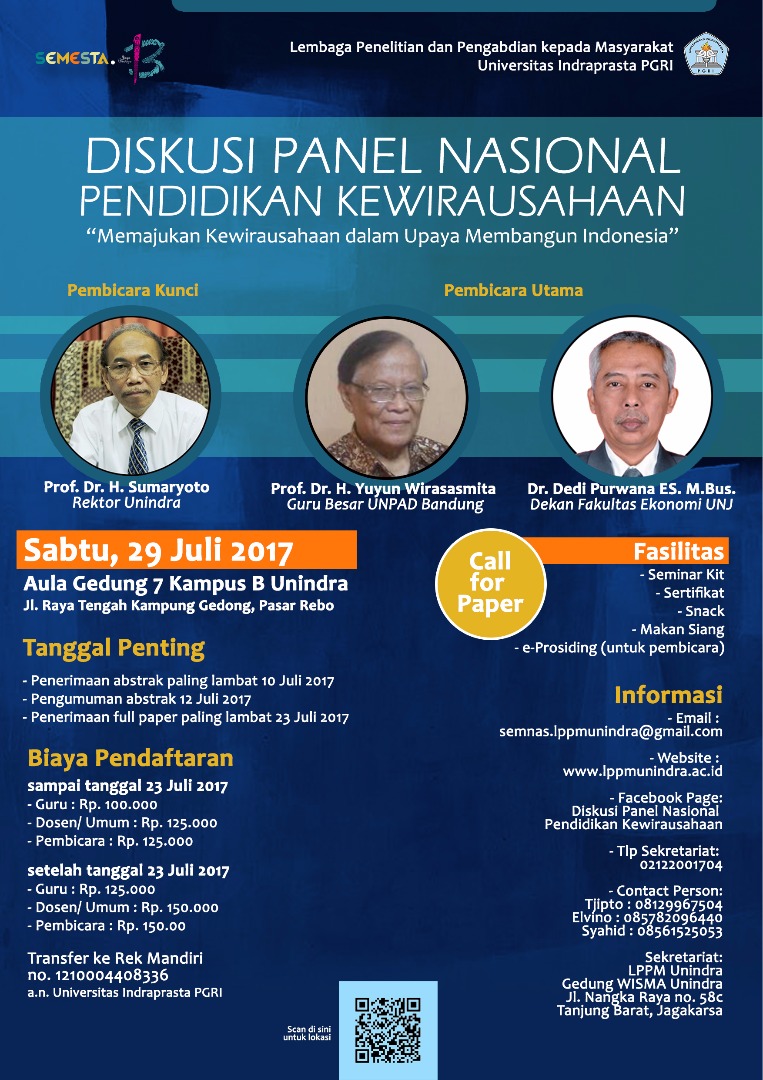 SEMESTA.
13
Lembaga Penelitian dan Pengabdian kepada Masyarakat
Universitas Indraprasta PGRI
PGRI
DISKUSI PANEL NASIONAL
PENDIDIKAN KEWIRAUSAHAAN
“Memajukan Kewirausahaan dalam Upaya Membangun Indonesia”
Pembicara Kunci
Pembicara Utama
Prof. Dr. H. Sumaryoto
Rektor Unindra
Prof. Dr. H. Yuyun Wirasasmita
Guru Besar UNPAD Bandung
Dr. Dedi Purwana ES. M.Bus.
Dekan Fakultas Ekonomi UNJ
Sabtu, 29 Juli 2017
Aula Gedung 7 Kampus B Unindra
Jl. Raya Tengah Kampung Gedong, Pasar Rebo
Tanggal Penting
- Penerimaan abstrak paling lambat 10 Juli 2017
- Pengumuman abstrak 12 Juli 2017
- Penerimaan full paper paling lambat 23 Juli 2017
Biaya Pendaftaran
sampai tanggal 23 Juli 2017
- Guru : Rp. 100.000
- Dosen/ Umum : Rp. 125.000
- Pembicara : Rp. 125.000
setelah tanggal 23 Juli 2017
- Guru : Rp. 125.000
- Dosen/ Umum : Rp. 150.000
- Pembicara : Rp. 150.00
Transfer ke Rek Mandiri
no. 1210004408336
a.n. Universitas Indraprasta PGRI
Call
for
Paper
Fasilitas
- Seminar Kit
- Sertifikat
- Snack
- Makan Siang
- e-Prosiding (untuk pembicara)
Informasi
- Email :
semnas.lppmunindra@gmail.com
- Website :
www.lppmunindra.ac.id
- Facebook Page:
Diskusi Panel Nasional
Pendidikan Kewirausahaan
- Tlp Sekretariat:
02122001704
- Contact Person:
Tjipto : 08129967504
Elvino : 085782096440
Syahid : 08561525053
Sekretariat:
LPPM Unindra
Gedung WISMA Unindra
Jl. Nangka Raya no. 58c
Tanjung Barat, Jagakarsa
Scan di sini
untuk lokasi